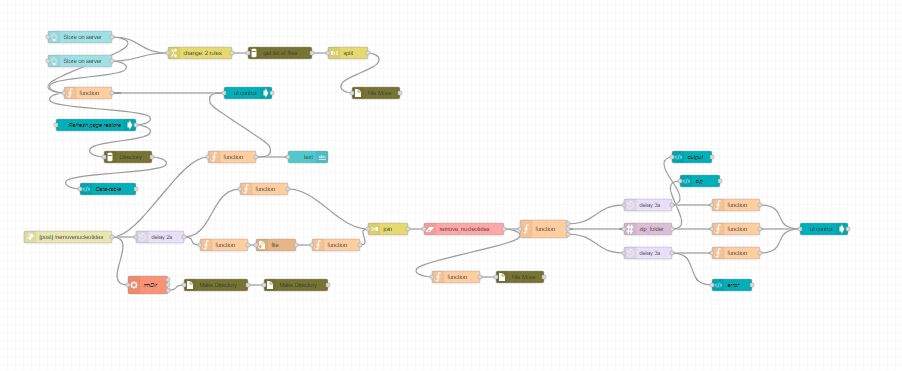 Store on server
change: 2 rules
get list of files
split
Store on server
function
ui control
File Move
Refresh page restore
Directory
function
text
Data-table
function
[post] /removenucleotides
delay 2s
function
file
function
join
remove_nucleotides
function
rmDir
Make Directory
Make Directory
function
File Move
output
zip
delay 3s
function
zip_folder
function
ui control
delay 3s
function
error